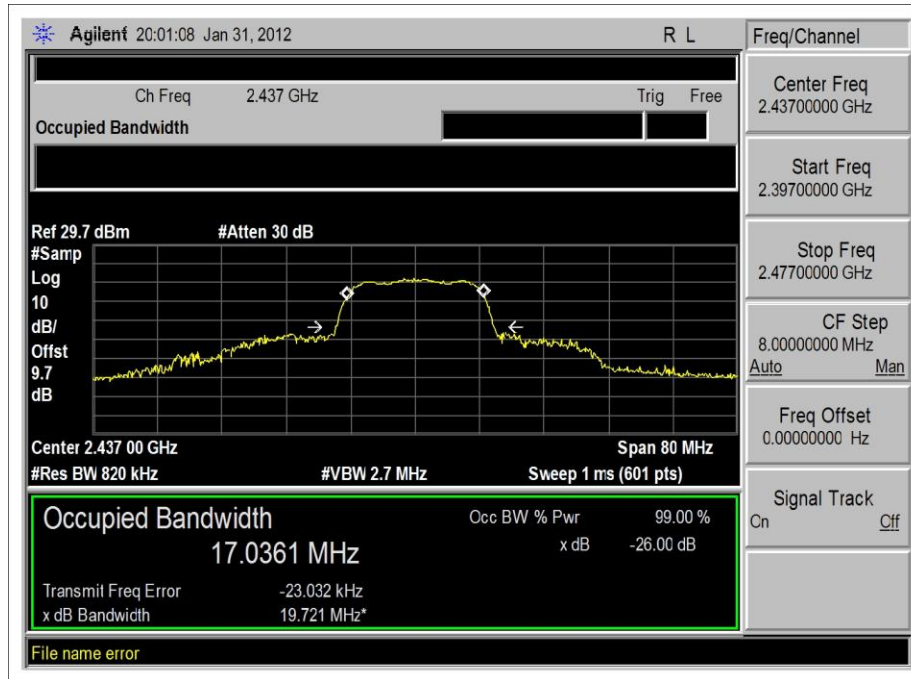 Agilent 20:01:08 Jan 31, 2012 R L
Freq/Channel
Ch Freq 2.437 GHz Trig Free
Occupied Bandwidth
Center Freq
2.43700000 GHz
Start Freq
2.39700000 GHz
Stop Freq
2.47700000 GHz
CF Step
8.00000000 MHz
Auto Man
Freq Offset
0.00000000 Hz
Signal Track
On Off
Ref 29.7 dBm #Atten 30 dB
#Samp
Log
10
dB/
Offst
9.7
dB
Center 2.437 00 GHz Span 80 MHz
#Res BW 820 kHz #VBW 2.7 MHz Sweep 1 ms (601 pts)
Occupied Bandwidth Occ BW % Pwr 99.00 %
17.0361 MHz x dB -26.00 dB
Transmit Freq Error -23.032 kHz
x dB Bandwidth 19.721 MHz*
File name error